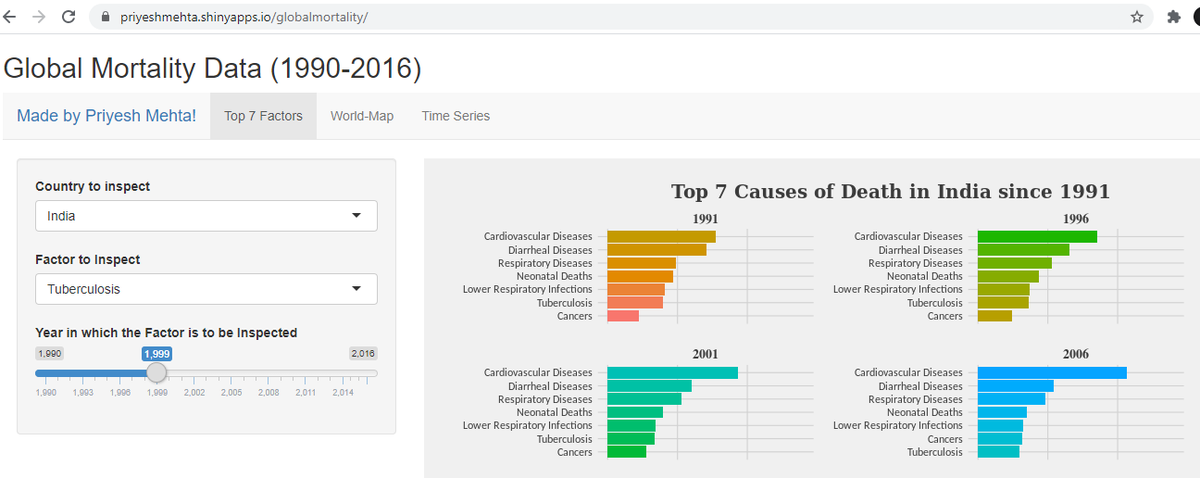 priyeshmehta.shinyapps.io/globalmortality/
Global Mortality Data (1990-2016)
Made by Priyesh Mehta! Top 7 Factors World-Map Time Series
Country to inspect
India
Factor to Inspect
Tuberculosis
Year in which the Factor is to be Inspected
1,990 1,999 2,016
1,990 1,993 1,996 1,999 2,002 2,005 2,008 2,011 2,014
Top 7 Causes of Death in India since 1991
1991
Cardiovascular Diseases
Diarrheal Diseases
Respiratory Diseases
Neonatal Deaths
Lower Respiratory Infections
Tuberculosis
Cancers
1996
Cardiovascular Diseases
Diarrheal Diseases
Respiratory Diseases
Neonatal Deaths
Lower Respiratory Infections
Tuberculosis
Cancers
2001
Cardiovascular Diseases
Diarrheal Diseases
Respiratory Diseases
Neonatal Deaths
Lower Respiratory Infections
Tuberculosis
Cancers
2006
Cardiovascular Diseases
Diarrheal Diseases
Respiratory Diseases
Neonatal Deaths
Lower Respiratory Infections
Cancers
Tuberculosis